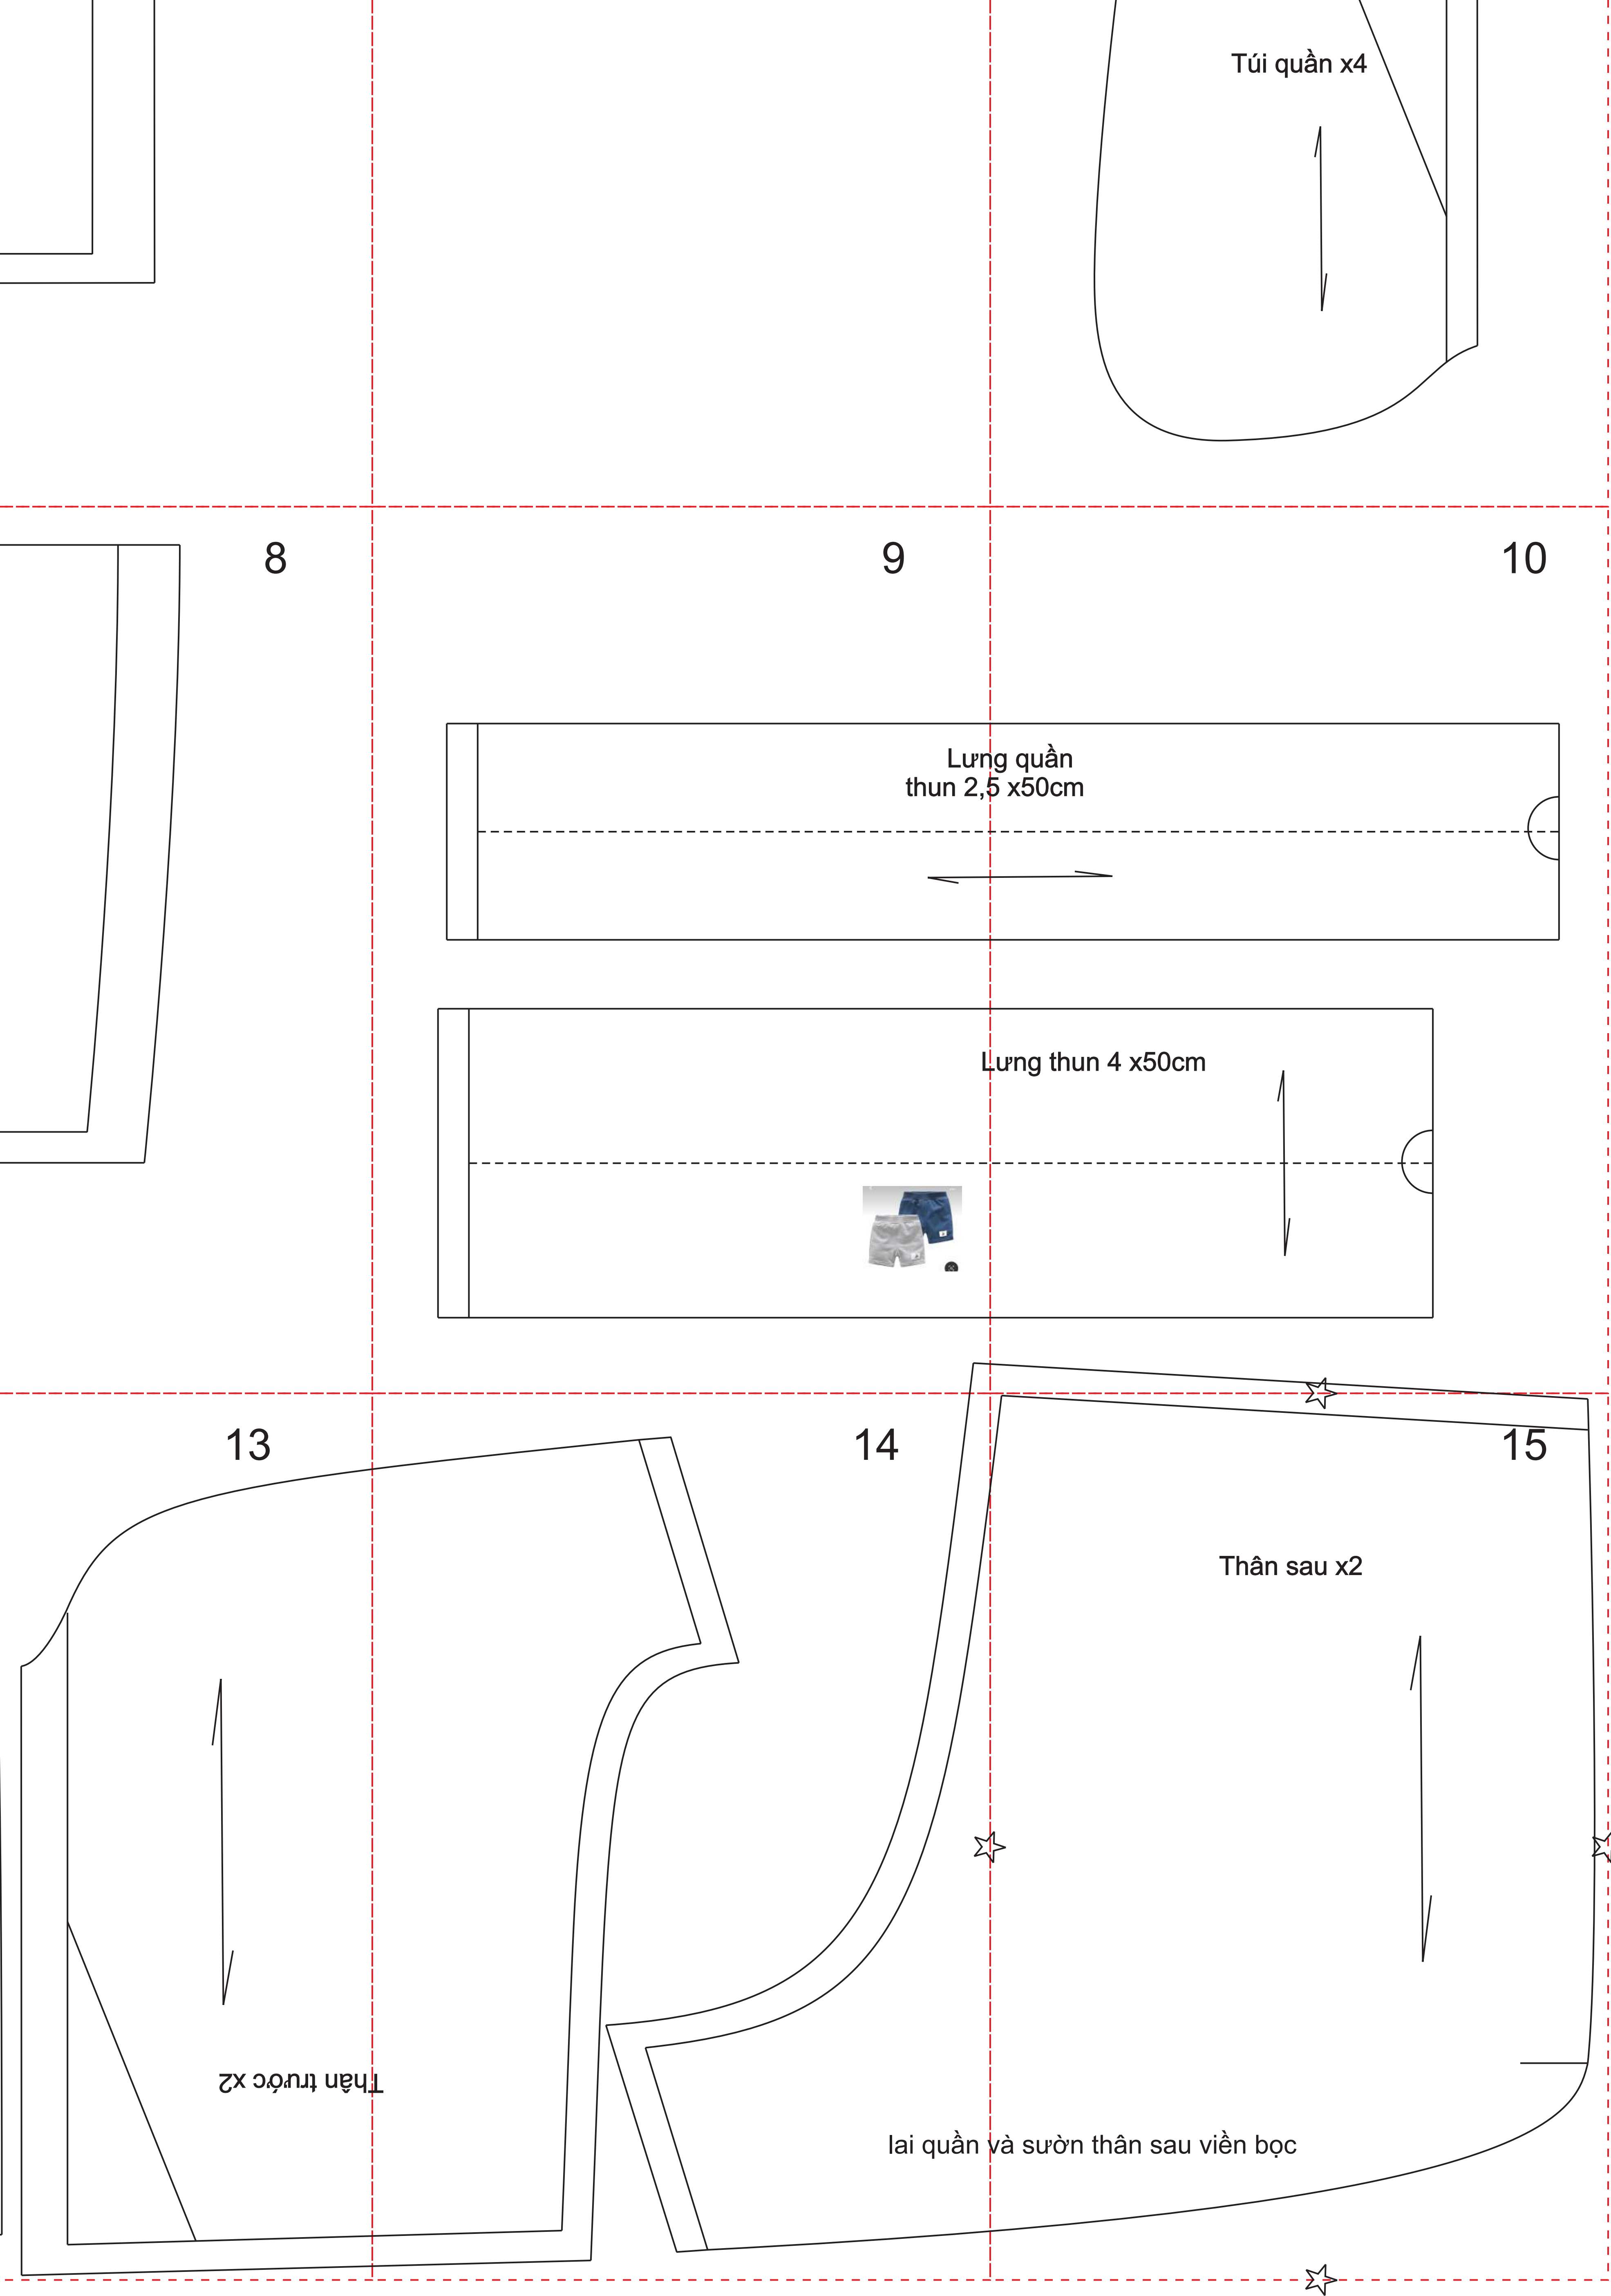 Túi quần x4
8
9
10
Lưng quần
thun 2,5 x50cm
Lưng thun 4 x50cm
13
14
15
Thân sau x2
Thân trước x2
lai quần và sườn thân sau viền bọc